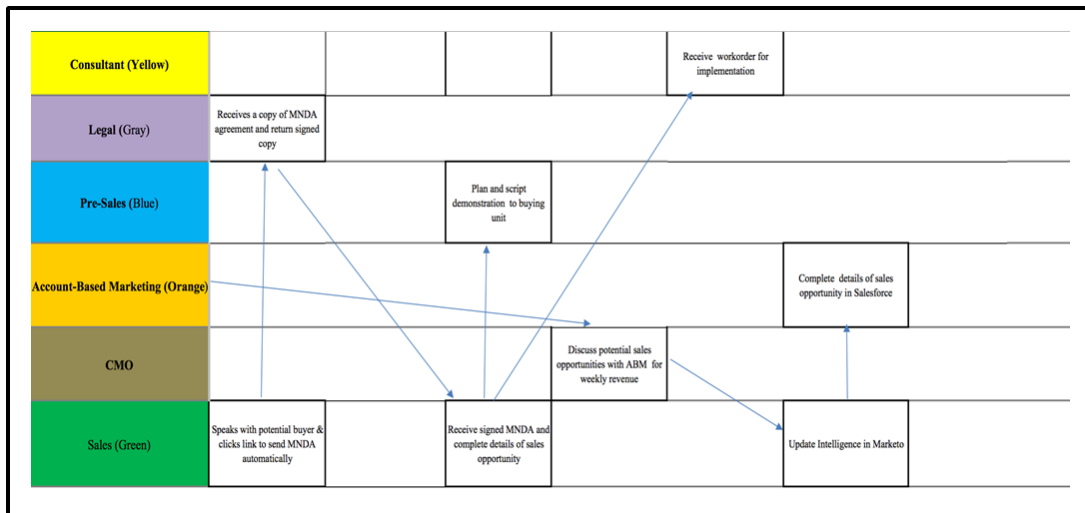 Consultant (Yellow)
Receive workorder for
implementation
Legal (Gray)
Receives a copy of MNDA
agreement and return signed
copy
Pre-Sales (Blue)
Plan and script
demonstration to buying
unit
Account-Based Marketing (Orange)
Complete details of sales
opportunity in Salesforce
CMO
Discuss potential sales
opportunities with ABM for
weekly revenue
Sales (Green)
Speaks with potential buyer &
clicks link to send MNDA
automatically
Receive signed MNDA and
complete details of sales
opportunity
Update Intelligence in Marketo